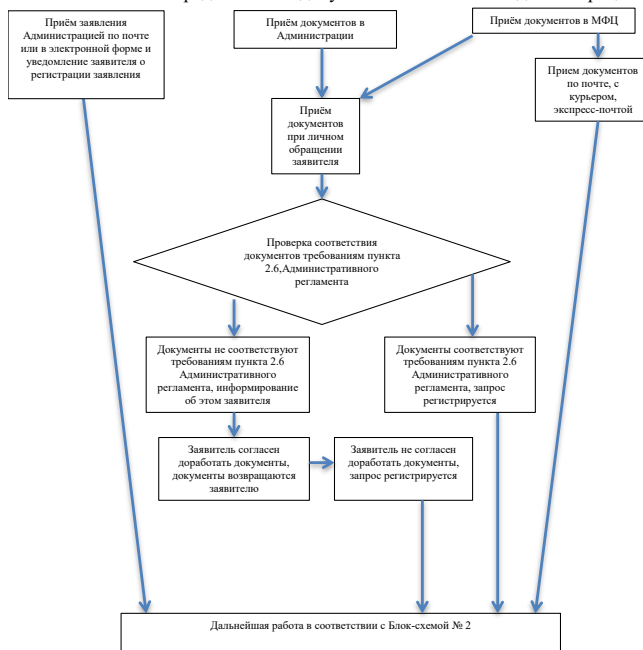 Приём заявления
Администрацией по почте
или в электронной форме и
уведомление заявителя о
регистрации заявления
Приём документов в
Администрации
Приём документов в МФЦ
Прием документов
по почте, с
курьером,
экспресс-почтой
Приём
документов
при личном
обращении
заявителя
Проверка соответствия
документов требованиям пункта
2.6,Административного
регламента
Документы не соответствуют
требованиям пункта 2.6
Административного
регламента, информирование
об этом заявителя
Документы соответствуют
требованиям пункта 2.6
Административного
регламента, запрос
регистрируется
Заявитель согласен
доработать документы,
документы возвращаются
заявителю
Заявитель не согласен
доработать документы,
запрос регистрируется
Дальнейшая работа в соответствии с Блок-схемой № 2